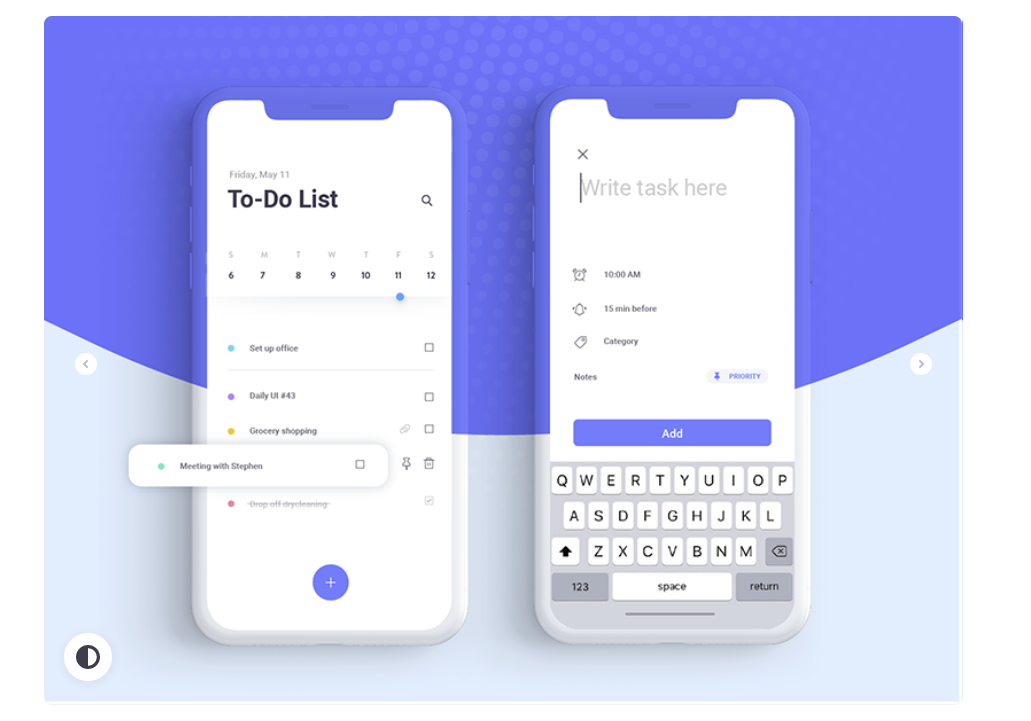 Friday, May 11
To-Do List
S M T W T F S
6 7 8 9 10 11 12
Set up office
Daily UI #43
Grocery shopping
Meeting with Stephen
Drop off drycleaning
Write task here
10:00 AM
15 min before
Category
Notes
PRIORITY
Add
Q W E R T Y U I O P
A S D F G H J K L
Z X C V B N M
123 space return